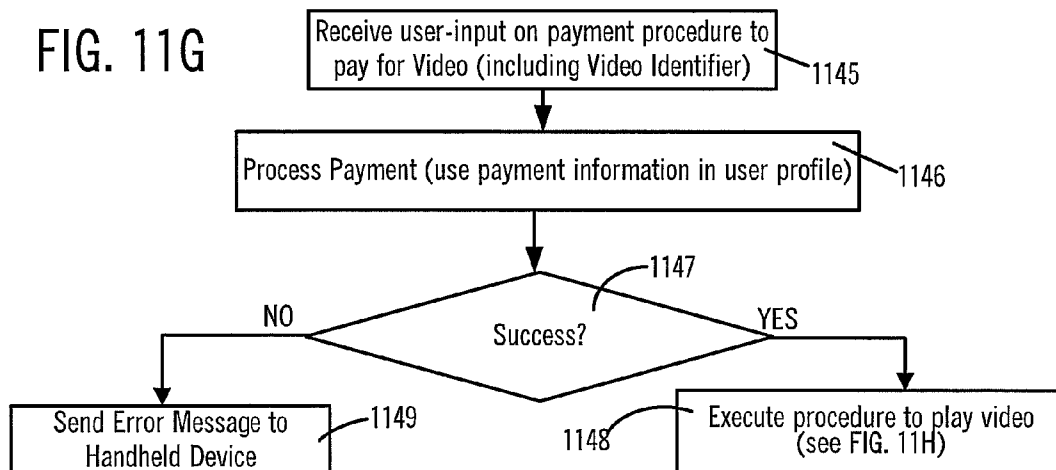 FIG. 11G
Receive user-input on payment procedure to
pay for Video (including Video Identifier)
1145
Process Payment (use payment information in user profile)
1146
1147
NO
Success?
YES
Send Error Message to
Handheld Device
1149
1148
Execute procedure to play video
(see FIG. 11H)